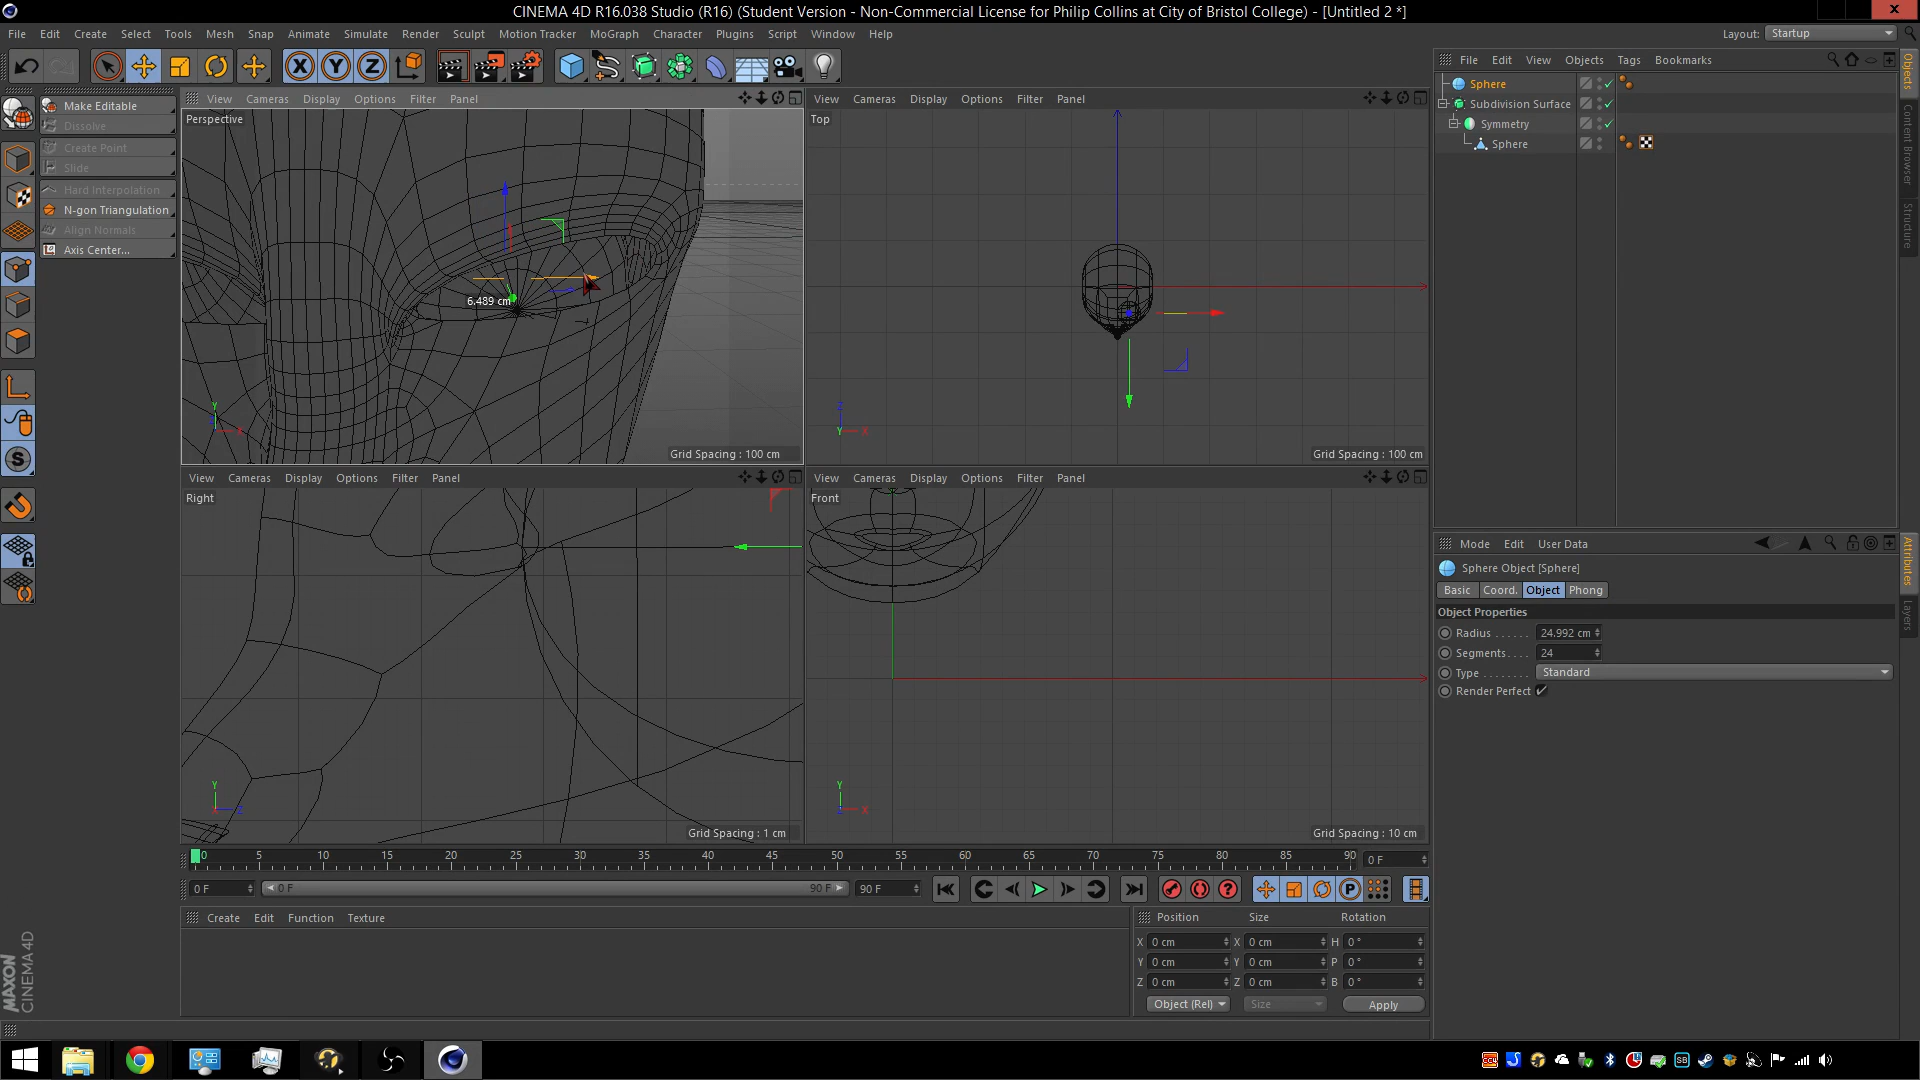 CINEMA 4D R16.038 Studio (R16) (Student Version - Non-Commercial License for Philip Collins at City of Bristol College) - [Untitled 2 *]
File Edit Create Select Tools Mesh Snap Animate Simulate Render Sculpt Motion Tracker MoGraph Character Plugins Script Window Help
Layout: Startup
X Y Z
File Edit View Objects Tags Bookmarks
Sphere
Subdivision Surface
Symmetry
Sphere
Objects
Content Browser
Structure
Make Editable
Dissolve
Create Point
Slide
Hard Interpolation
N-gon Triangulation
Align Normals
Axis Center...
View Cameras Display Options Filter Panel
Perspective
6.489 cm
Y
X
Grid Spacing : 100 cm
View Cameras Display Options Filter Panel
Top
Z
Y X
Grid Spacing : 100 cm
View Cameras Display Options Filter Panel
Right
Y
X Z
Grid Spacing : 1 cm
View Cameras Display Options Filter Panel
Front
Y
Z X
Grid Spacing : 10 cm
Mode Edit User Data
Sphere Object [Sphere]
Basic Coord. Object Phong
Object Properties
Radius . . . . . . 24.992 cm
Segments. . . . 24
Type . . . . . . . . Standard
Render Perfect
Attributes
Layers
0 5 10 15 20 25 30 35 40 45 50 55 60 65 70 75 80 85 90 0 F
0 F 0 F 90 F 90 F
P
Create Edit Function Texture
Position Size Rotation
X 0 cm X 0 cm H 0 °
Y 0 cm Y 0 cm P 0 °
Z 0 cm Z 0 cm B 0 °
Object (Rel) Size Apply
MAXON
CINEMA 4D